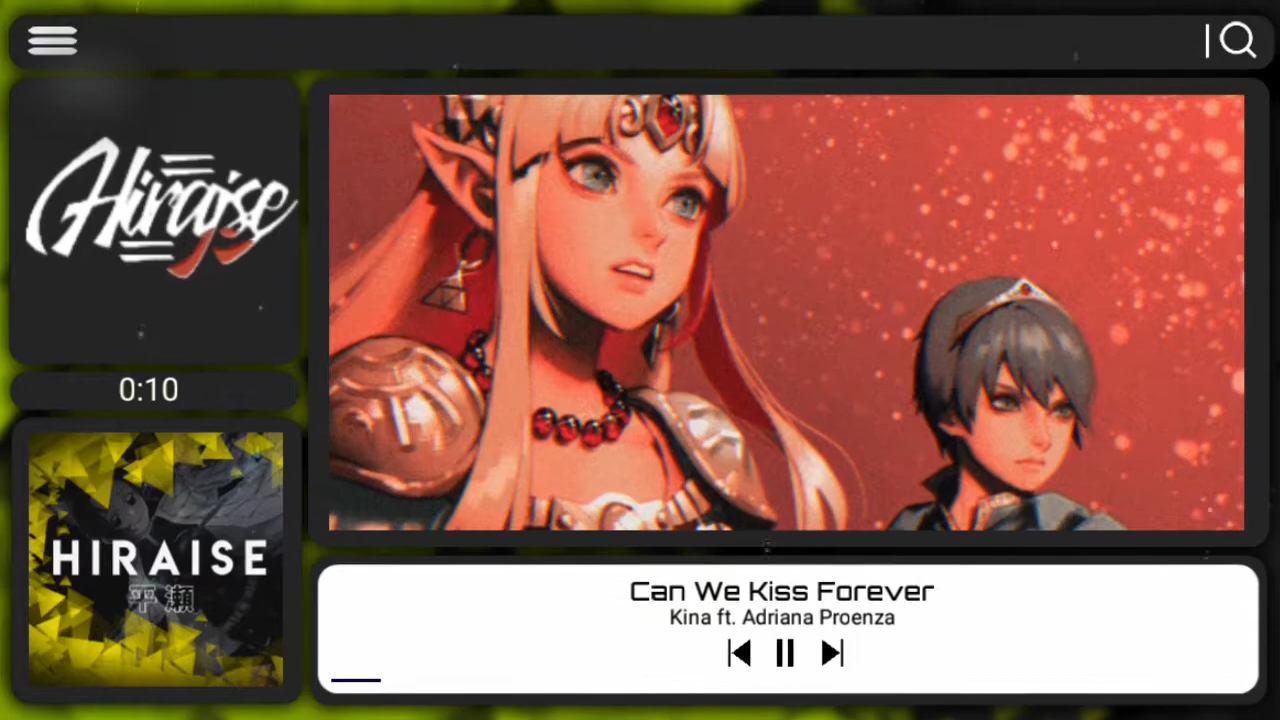 Hiraise
0:10
HIRAISE
平瀬
Can We Kiss Forever
Kina ft. Adriana Proenza